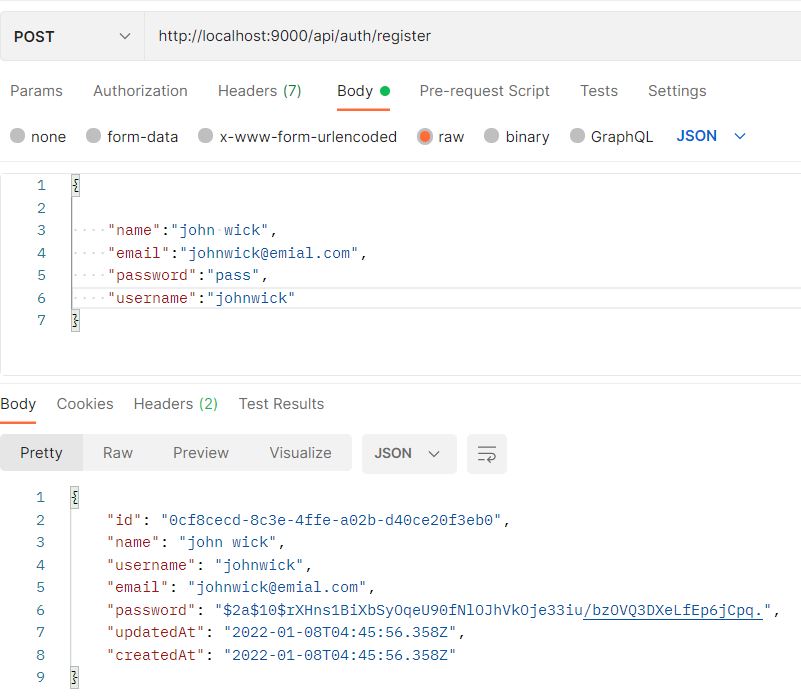 POST http://localhost:9000/api/auth/register
Params Authorization Headers (7) Body Pre-request Script Tests Settings
none form-data x-www-form-urlencoded raw binary GraphQL JSON
1 {
2
3 "name":"john wick",
4 "email":"johnwick@emial.com",
5 "password":"pass",
6 "username":"johnwick"
7 }
Body Cookies Headers (2) Test Results
Pretty Raw Preview Visualize JSON
1 {
2 "id": "0cf8cecd-8c3e-4ffe-a02b-d40ce20f3eb0",
3 "name": "john wick",
4 "username": "johnwick",
5 "email": "johnwick@emial.com",
6 "password": "$2a$10$rXHns1BiXbSyOqeU90fNlOJhVkOje33iu/bzOVQ3DXeLfEp6jCpq.",
7 "updatedAt": "2022-01-08T04:45:56.358Z",
8 "createdAt": "2022-01-08T04:45:56.358Z"
9 }